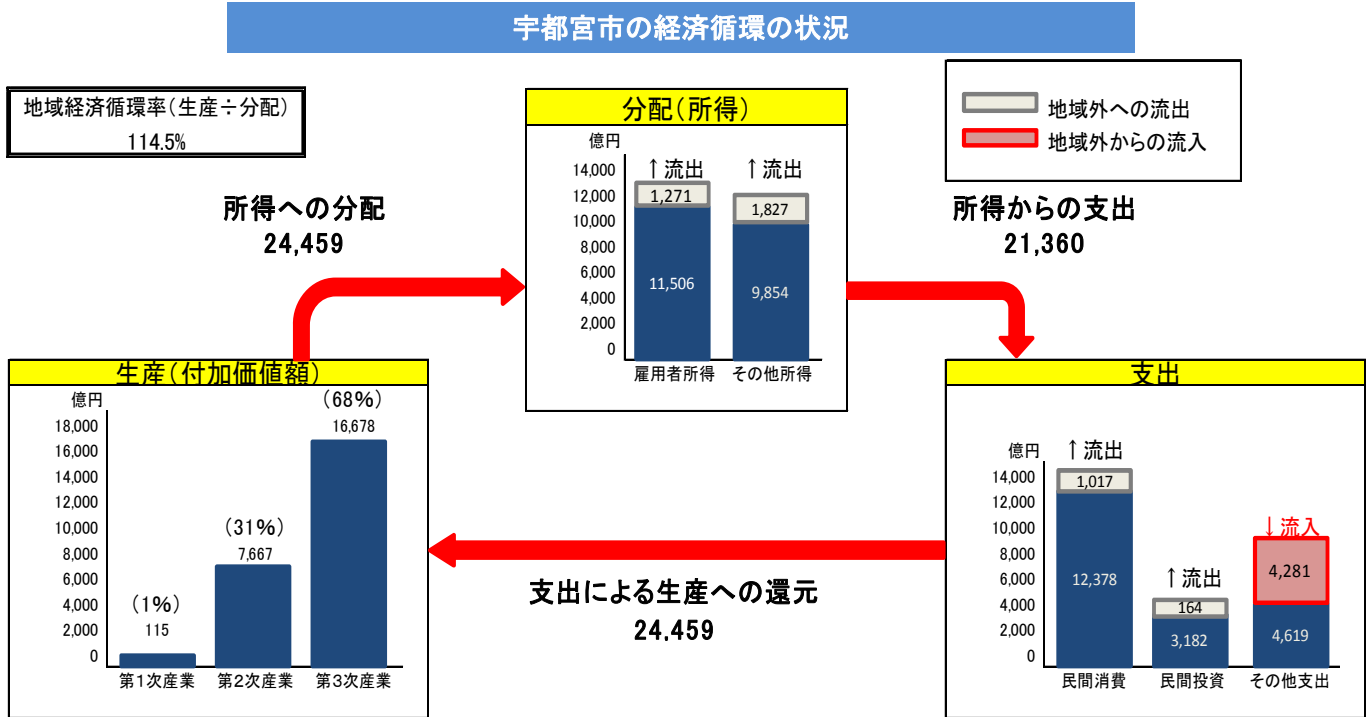 宇都宮市の経済循環の状況
地域経済循環率(生産÷分配)
114.5%
地域外への流出
地域外からの流入
所得への分配
24,459
分配(所得)
億円
14,000
12,000
10,000
8,000
6,000
4,000
2,000
0
↑流出
↑流出
1,271
1,827
11,506
9,854
雇用者所得
その他所得
所得からの支出
21,360
生産(付加価値額)
億円
18,000
16,000
14,000
12,000
10,000
8,000
6,000
4,000
2,000
0
(1%)
115
(31%)
7,667
(68%)
16,678
第1次産業
第2次産業
第3次産業
支出による生産への還元
24,459
支出
億円
14,000
12,000
10,000
8,000
6,000
4,000
2,000
0
↑流出
1,017
12,378
↑流出
164
3,182
↓流入
4,281
4,619
民間消費
民間投資
その他支出